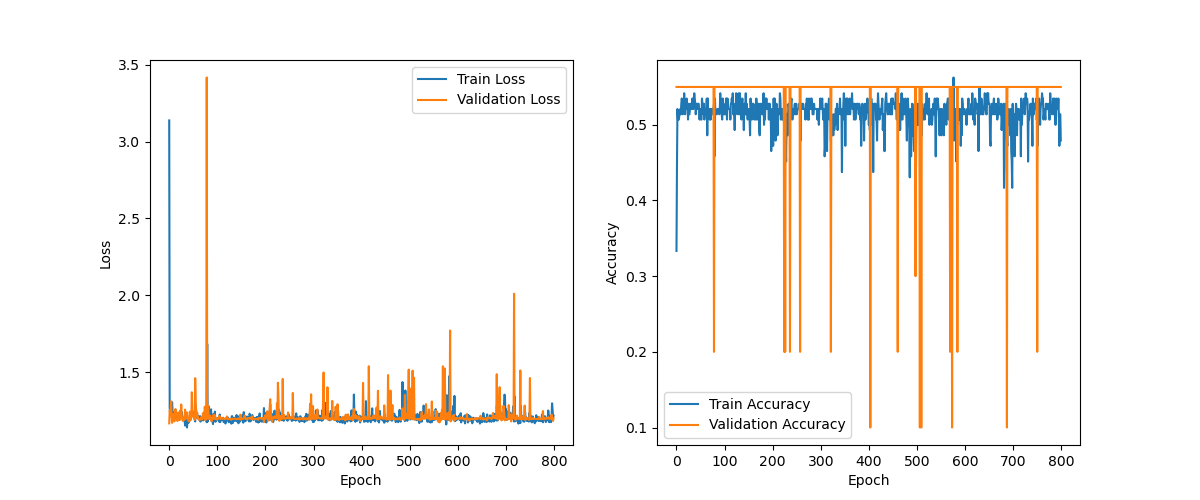 3.5
3.0
2.5
2.0
1.5
Loss
0 100 200 300 400 500 600 700 800
Epoch
Train Loss
Validation Loss
0.5
0.4
0.3
0.2
0.1
Accuracy
0 100 200 300 400 500 600 700 800
Epoch
Train Accuracy
Validation Accuracy